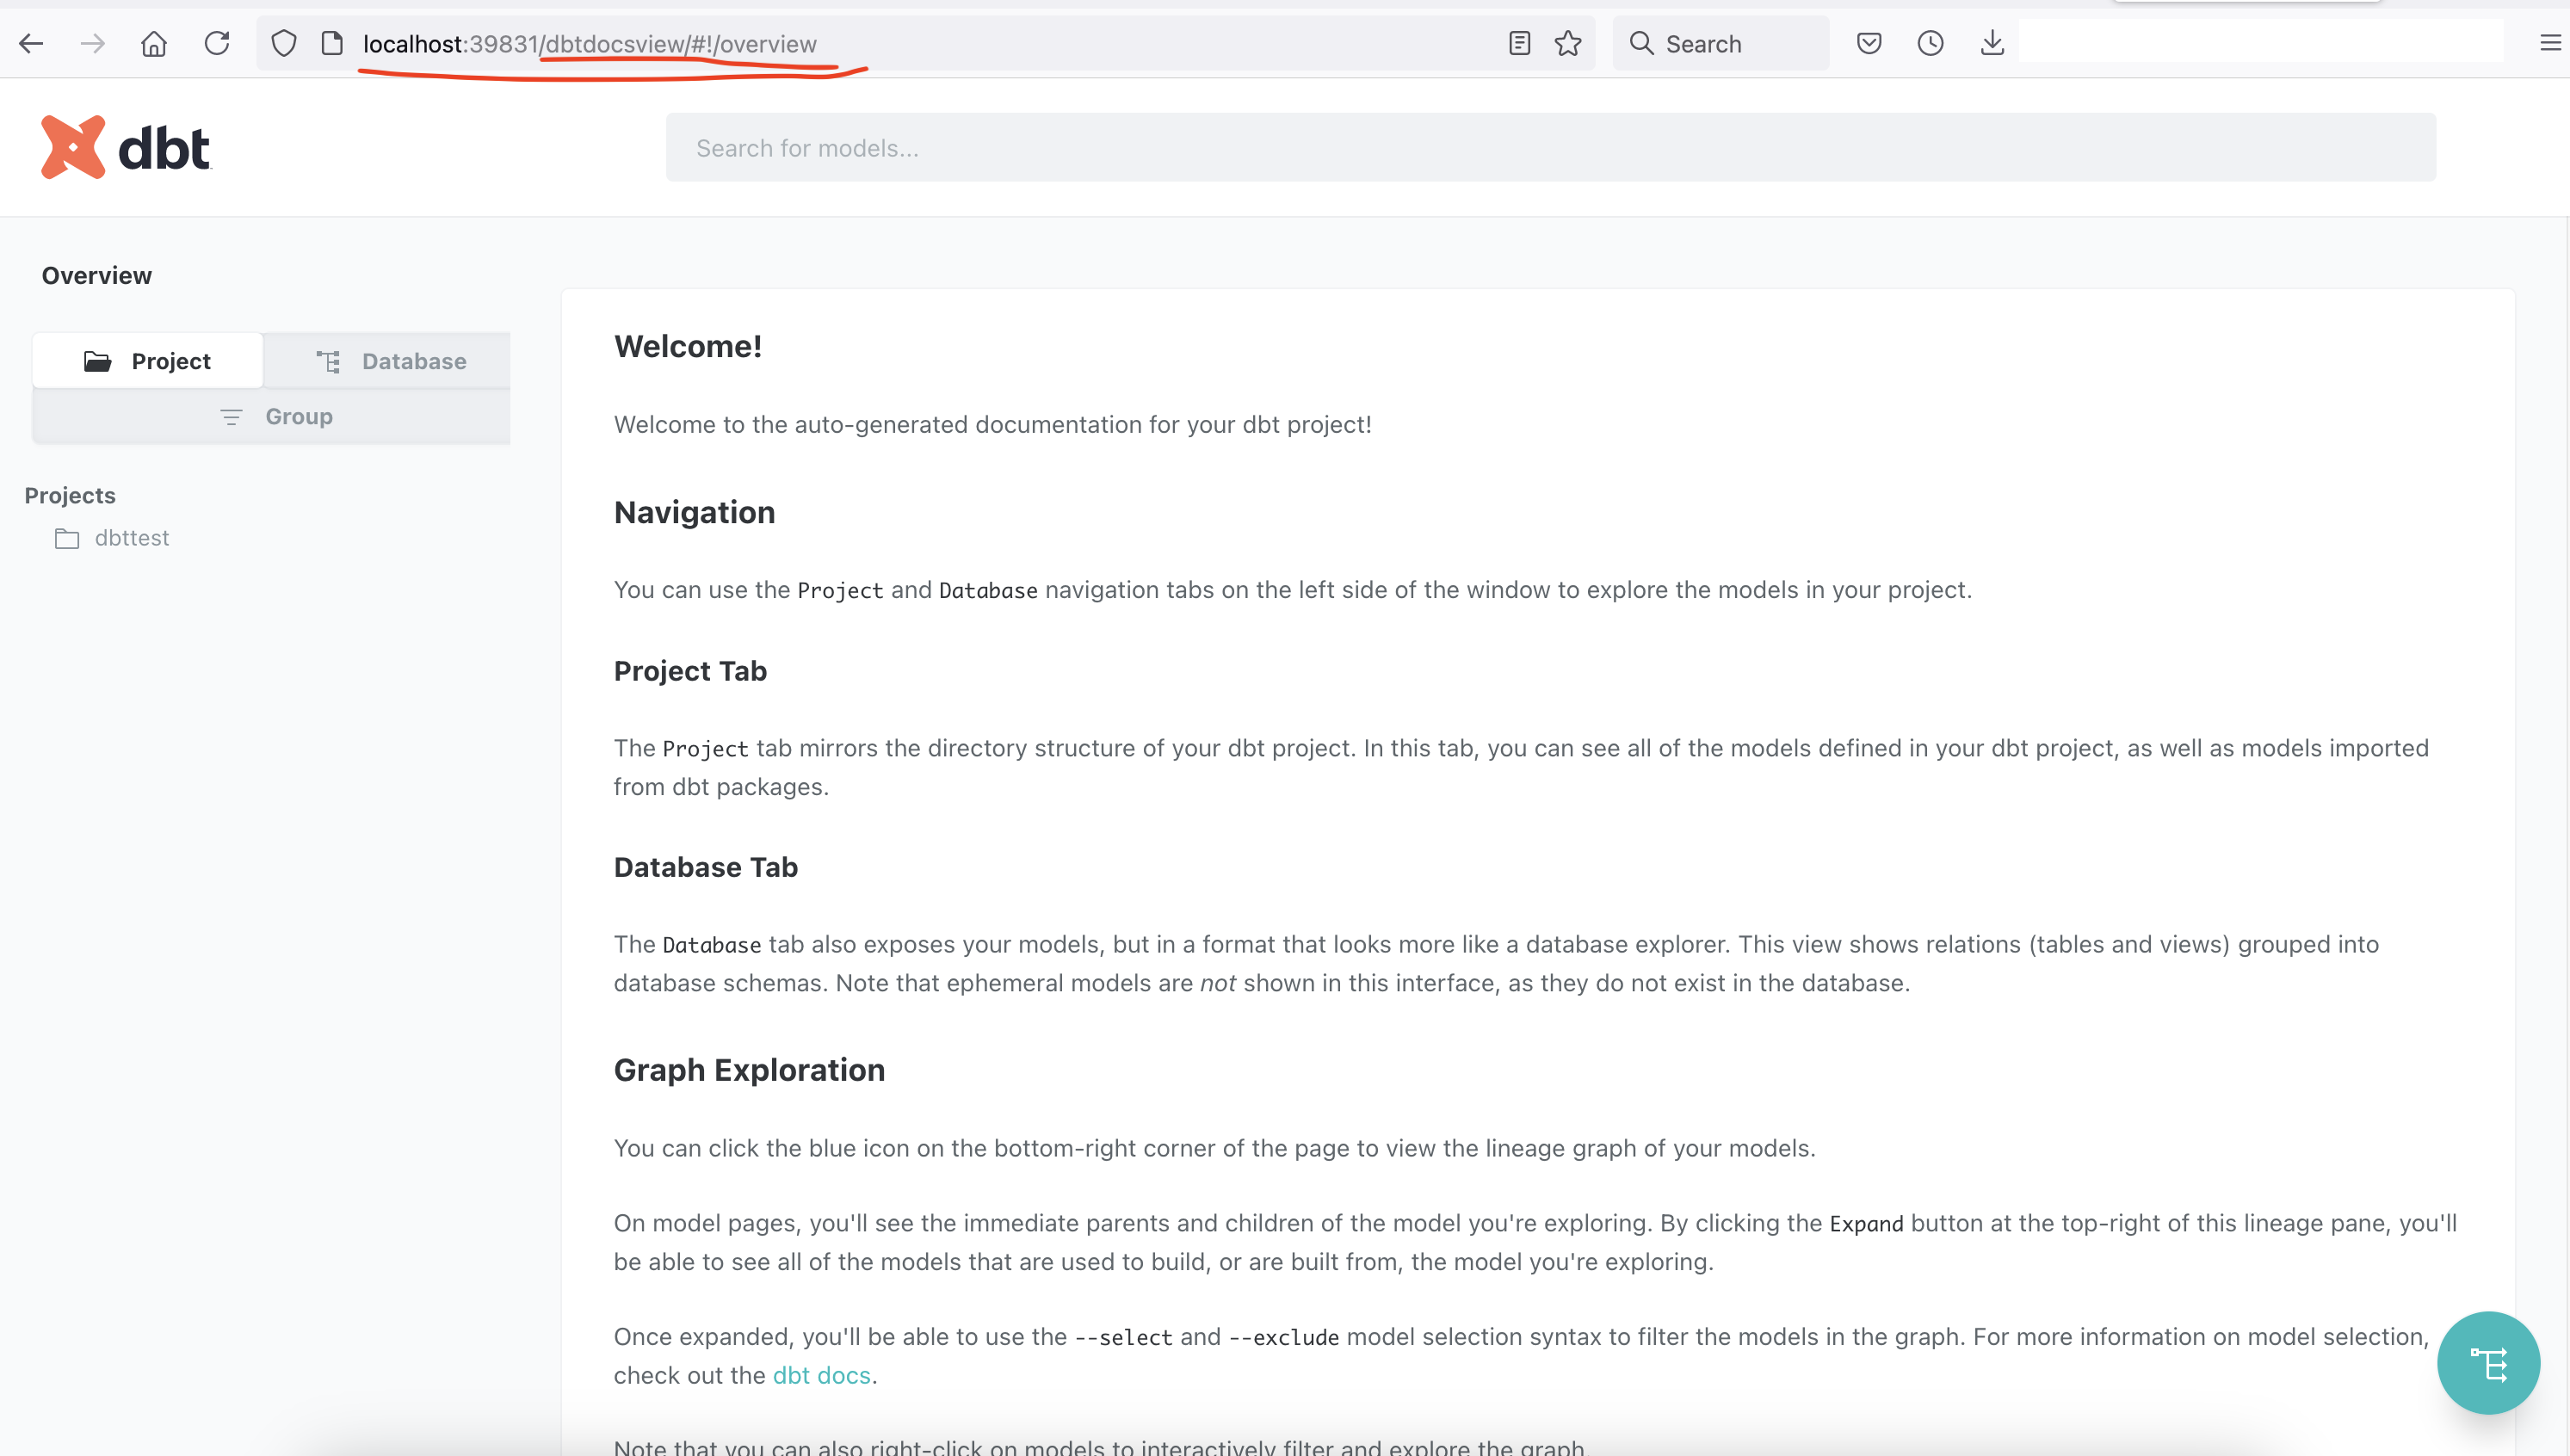 localhost:39831/dbtdocsview/#!/overview
Search
dbt
Search for models...
Overview
Project
Database
Group
Projects
dbttest
Welcome!
Welcome to the auto-generated documentation for your dbt project!
Navigation
You can use the Project and Database navigation tabs on the left side of the window to explore the models in your project.
Project Tab
The Project tab mirrors the directory structure of your dbt project. In this tab, you can see all of the models defined in your dbt project, as well as models imported
from dbt packages.
Database Tab
The Database tab also exposes your models, but in a format that looks more like a database explorer. This view shows relations (tables and views) grouped into
database schemas. Note that ephemeral models are not shown in this interface, as they do not exist in the database.
Graph Exploration
You can click the blue icon on the bottom-right corner of the page to view the lineage graph of your models.
On model pages, you'll see the immediate parents and children of the model you're exploring. By clicking the Expand button at the top-right of this lineage pane, you'll
be able to see all of the models that are used to build, or are built from, the model you're exploring.
Once expanded, you'll be able to use the --select and --exclude model selection syntax to filter the models in the graph. For more information on model selection,
check out the dbt docs.
Note that you can also right-click on models to interactively filter and explore the graph.